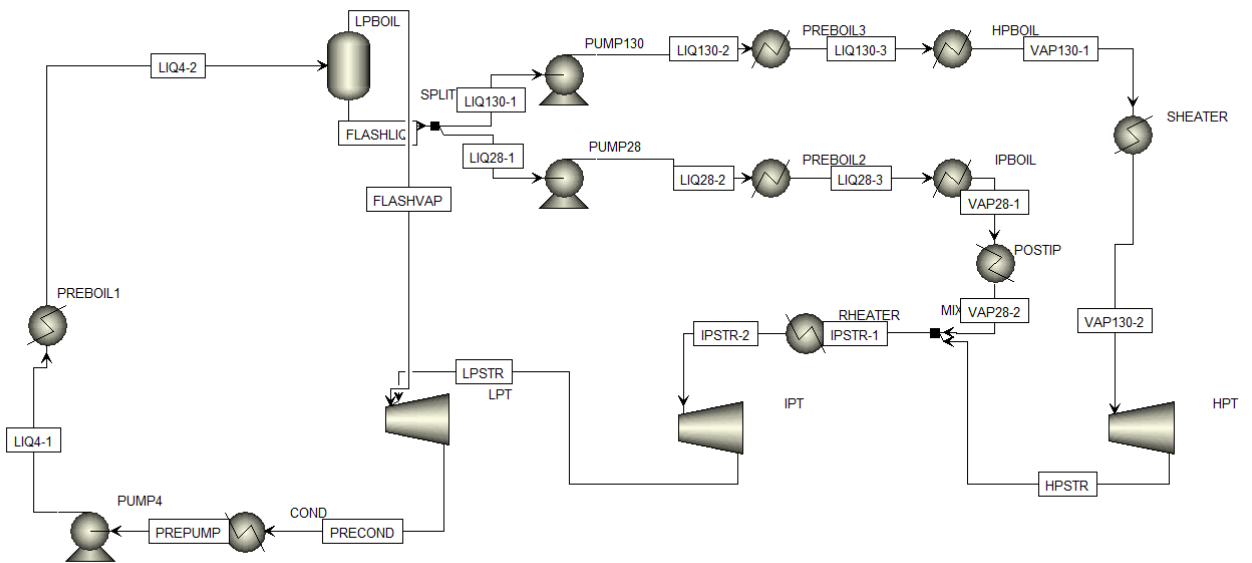 LPBOIL
PUMP130
LIQ130-2
PREBOIL3
LIQ130-3
HPBOIL
VAP130-1
LIQ4-2
SPLIT
LIQ130-1
SHEATER
FLASHLIQ
LIQ28-1
PUMP28
LIQ28-2
PREBOIL2
LIQ28-3
IPBOIL
VAP28-1
FLASHVAP
POSTIP
PREBOIL1
VAP28-2
MIX
RHEATER
IPSTR-1
IPSTR-2
VAP130-2
LPSTR
LPT
IPT
HPT
LIQ4-1
HPSTR
PUMP4
COND
PREPUMP
PRECOND